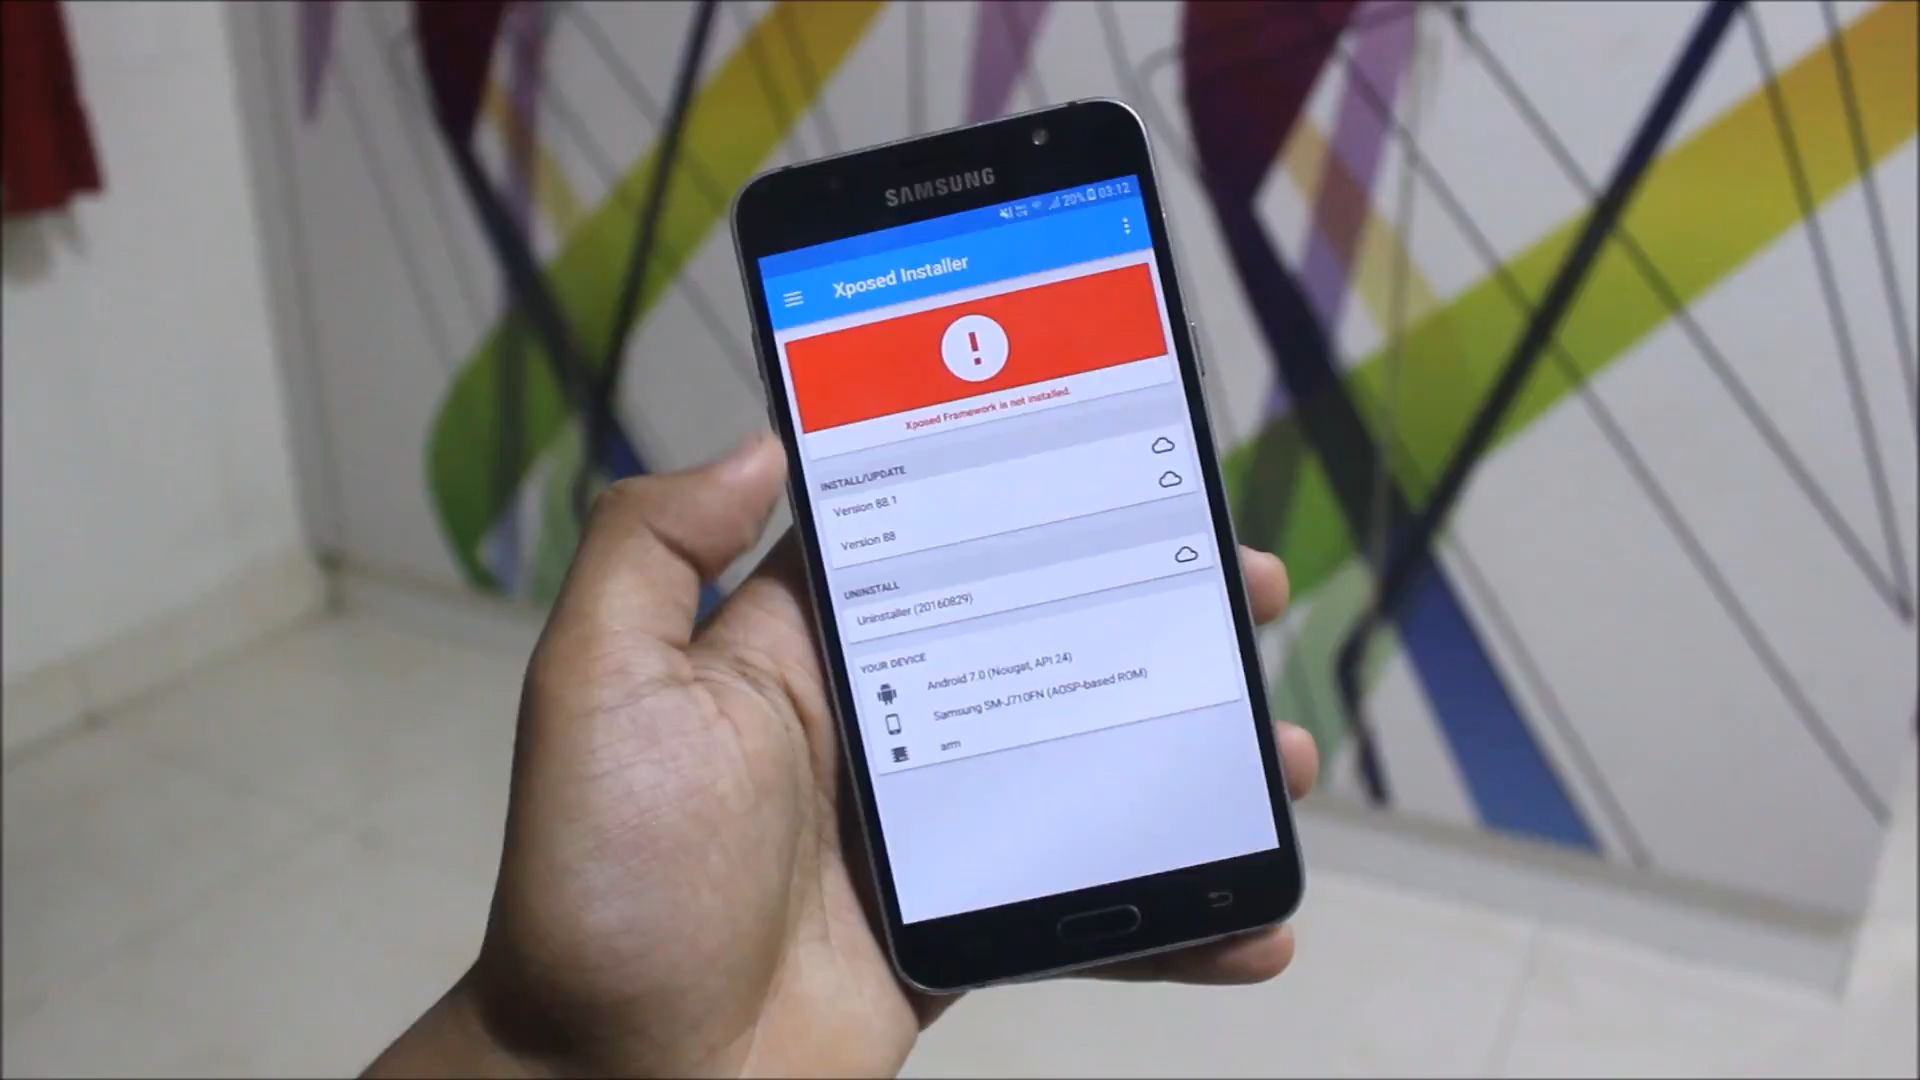 SAMSUNG
20% 03:12
Xposed Installer
!
Xposed Framework is not installed.
INSTALL/UPDATE
Version 88.1
Version 88
UNINSTALL
Uninstaller (20160829)
YOUR DEVICE
Android 7.0 (Nougat, API 24)
Samsung SM-J710FN (AOSP-based ROM)
arm